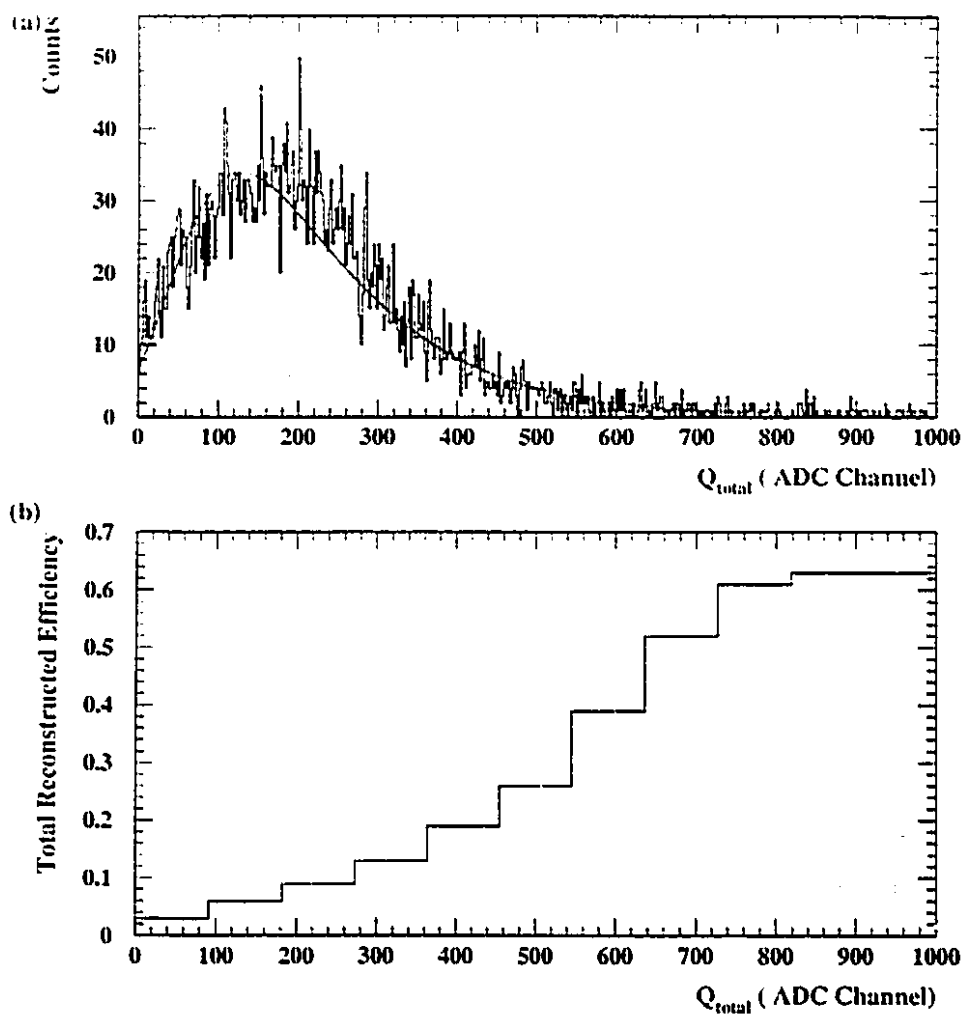 (a)
Counts
50
40
30
20
10
0
0 100 200 300 400 500 600 700 800 900 1000
Q_total ( ADC Channel)
(b)
Total Reconstructed Efficiency
0.7
0.6
0.5
0.4
0.3
0.2
0.1
0
0 100 200 300 400 500 600 700 800 900 1000
Q_total ( ADC Channel)